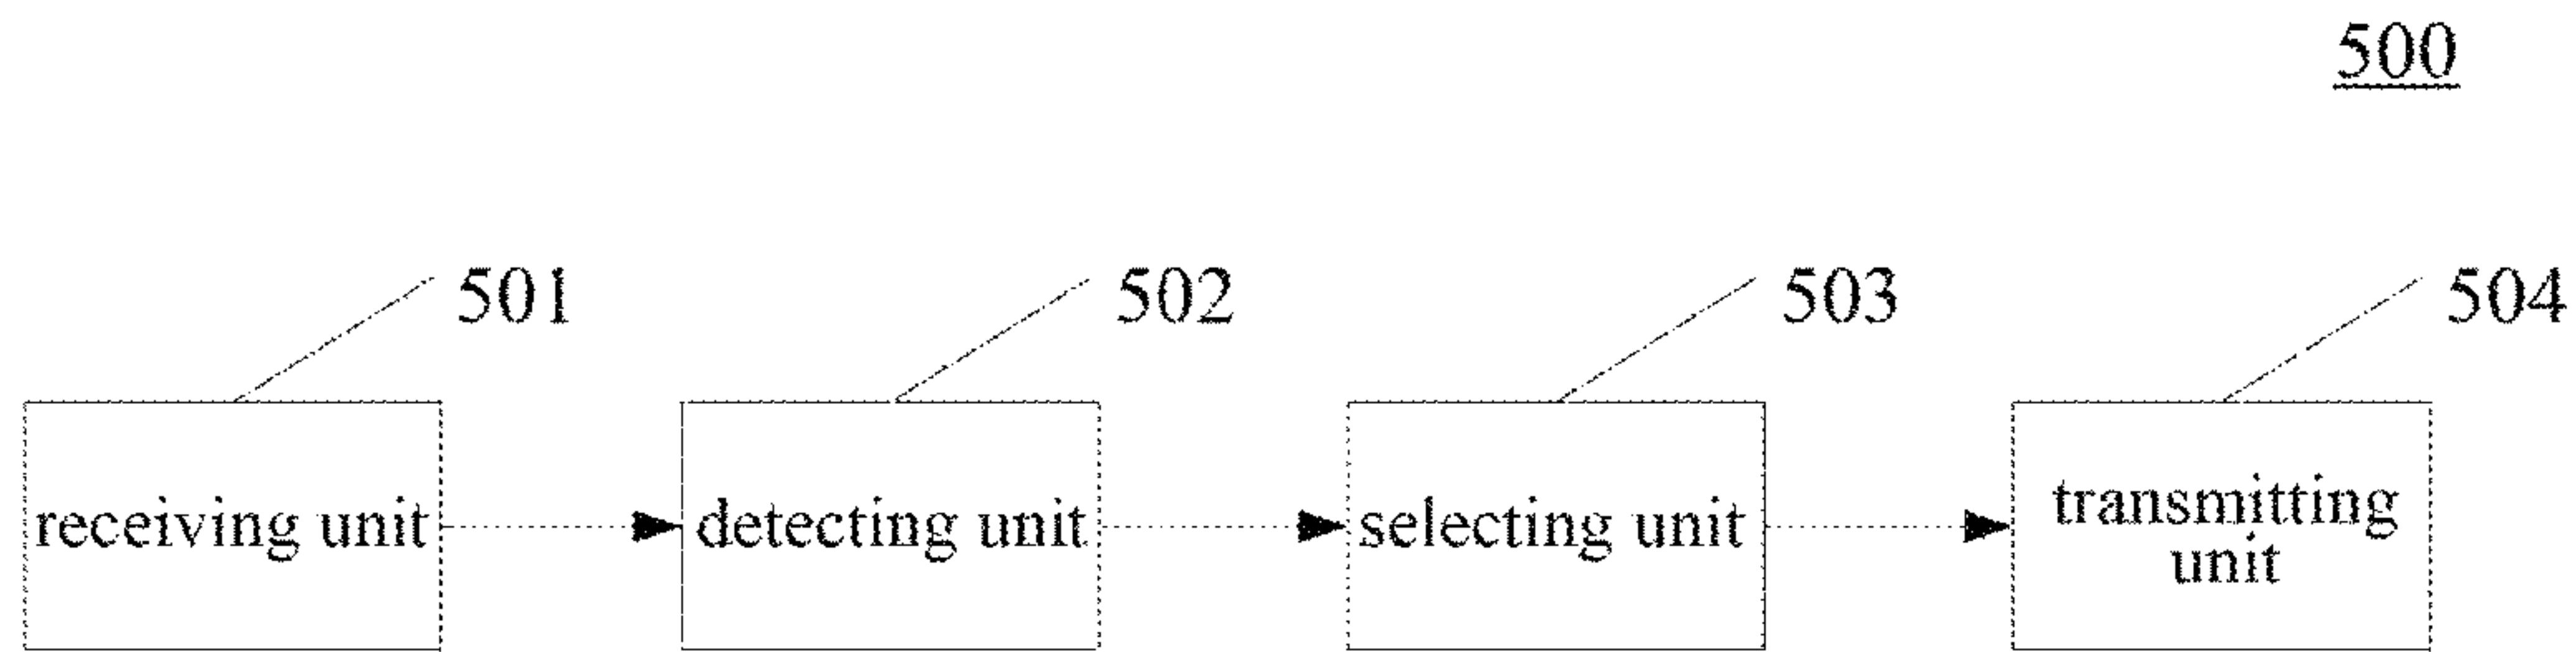 500
501
502
503
504
receiving unit
detecting unit
selecting unit
transmitting
unit